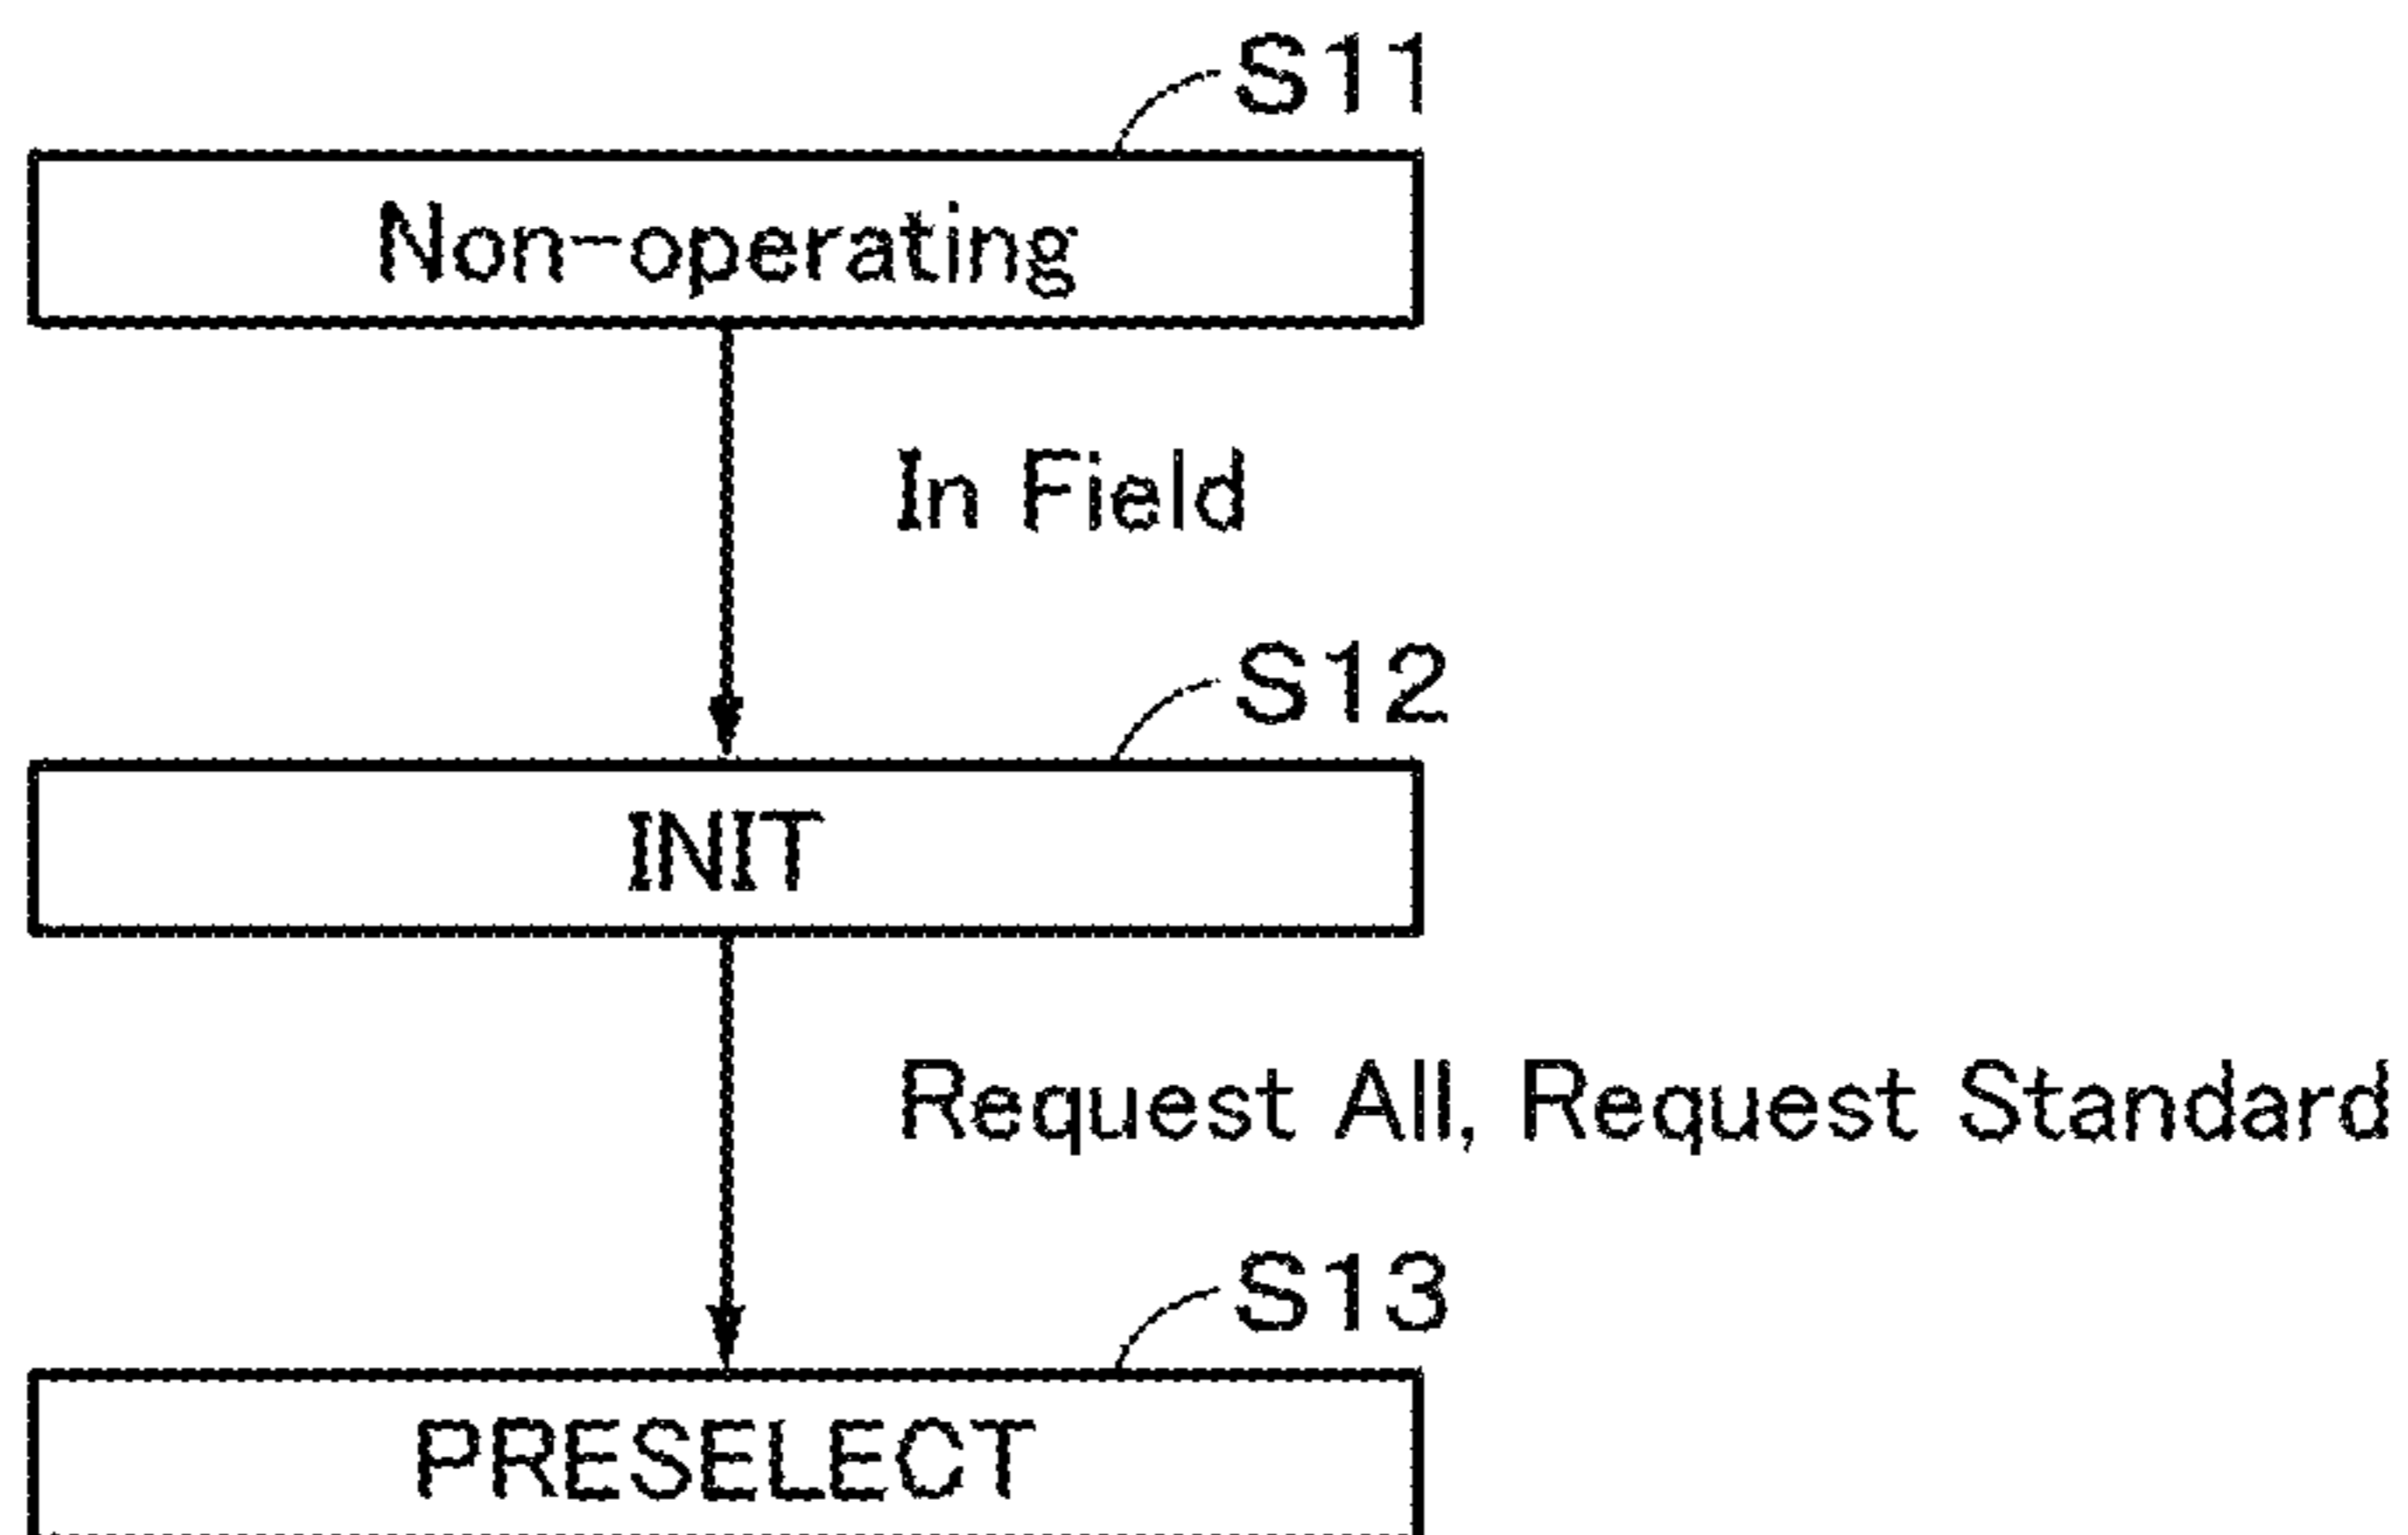 S11
Non-operating
In Field
S12
INIT
Request All, Request Standard
S13
PRESELECT